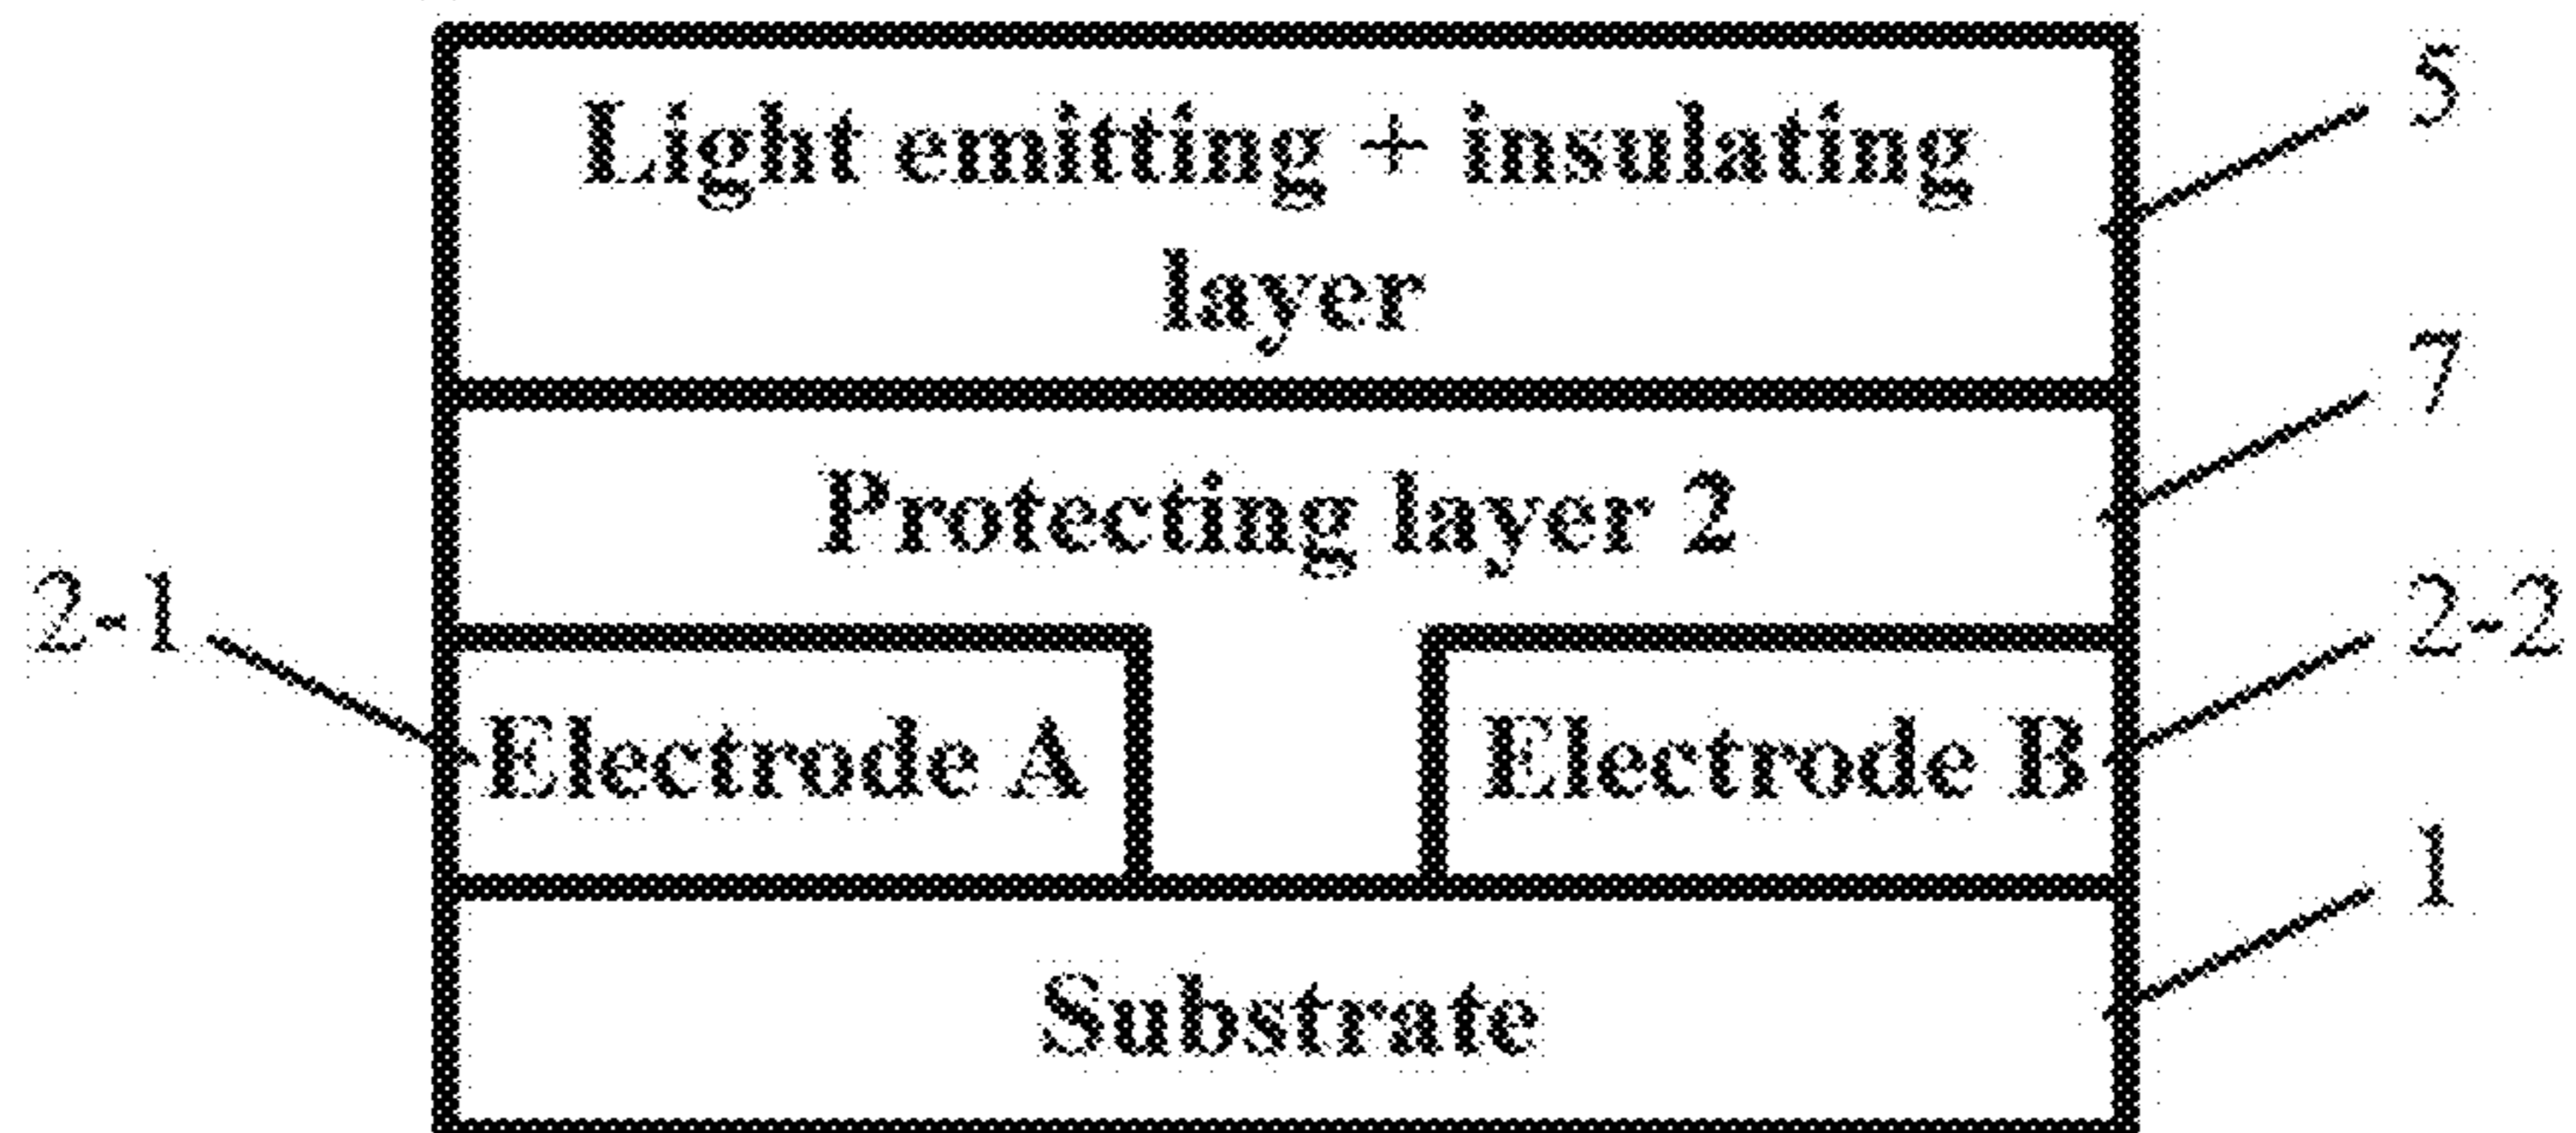 Light emitting + insulating
layer
5
Protecting layer 2
7
2-1
Electrode A
Electrode B
2-2
Substrate
1